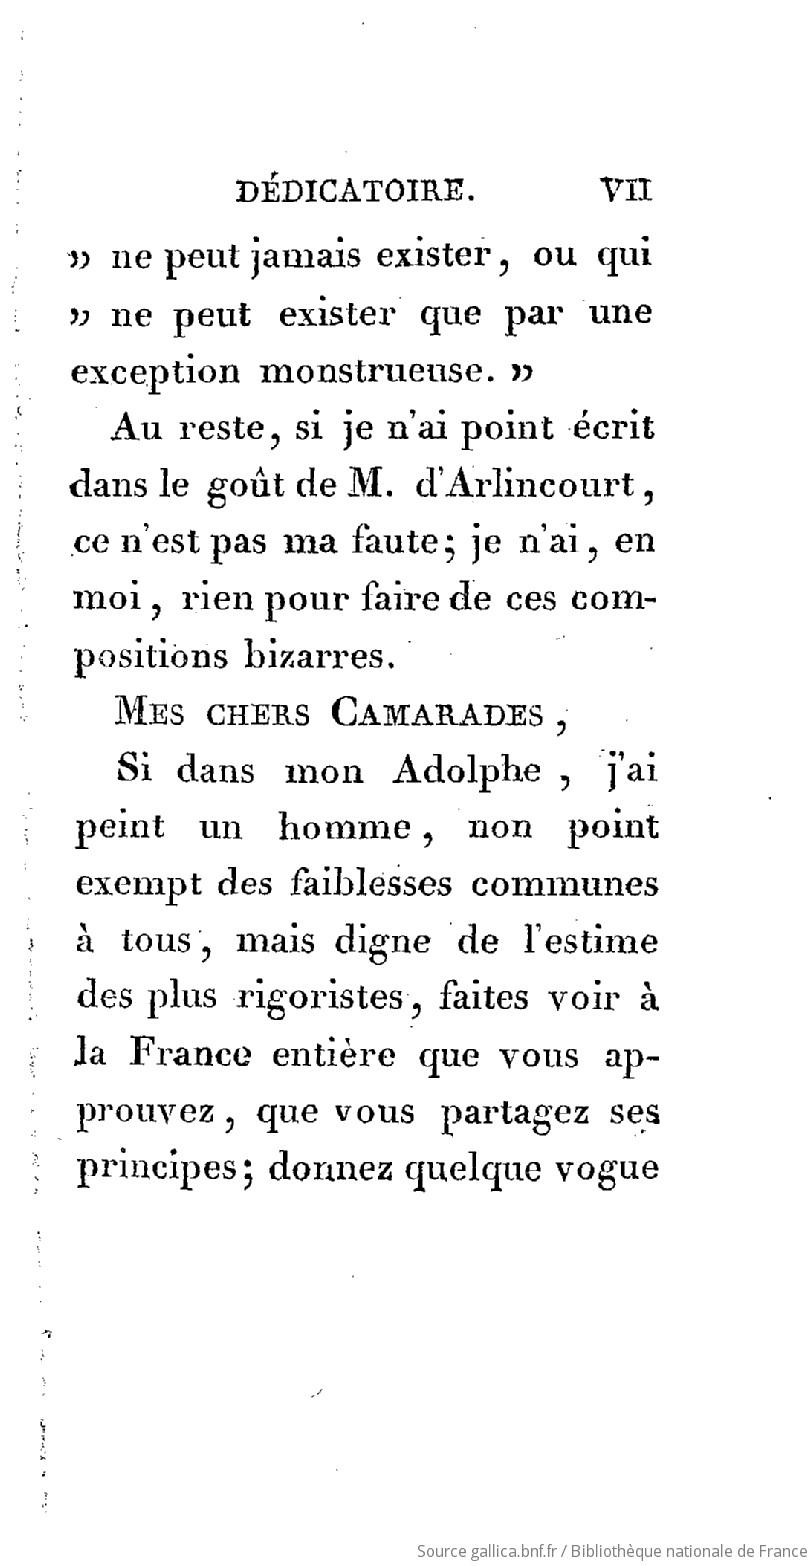 DÉDICATOIRE. VII
» ne peut jamais exister, ou qui
» ne peut exister que par une
exception monstrueuse. »
Au reste, si je n'ai point écrit
dans le goût de M. d'Arlincourt,
ce n'est pas ma faute; je n'ai, en
moi, rien pour faire de ces com-
positions bizarres.
MES CHERS CAMARADES,
Si dans mon Adolphe, j'ai
peint un homme, non point
exempt des faiblesses communes
à tous, mais digne de l'estime
des plus rigoristes, faites voir à
la France entière que vous ap-
prouvez, que vous partagez ses
principes; donnez quelque vogue
Source gallica.bnf.fr / Bibliothèque nationale de France